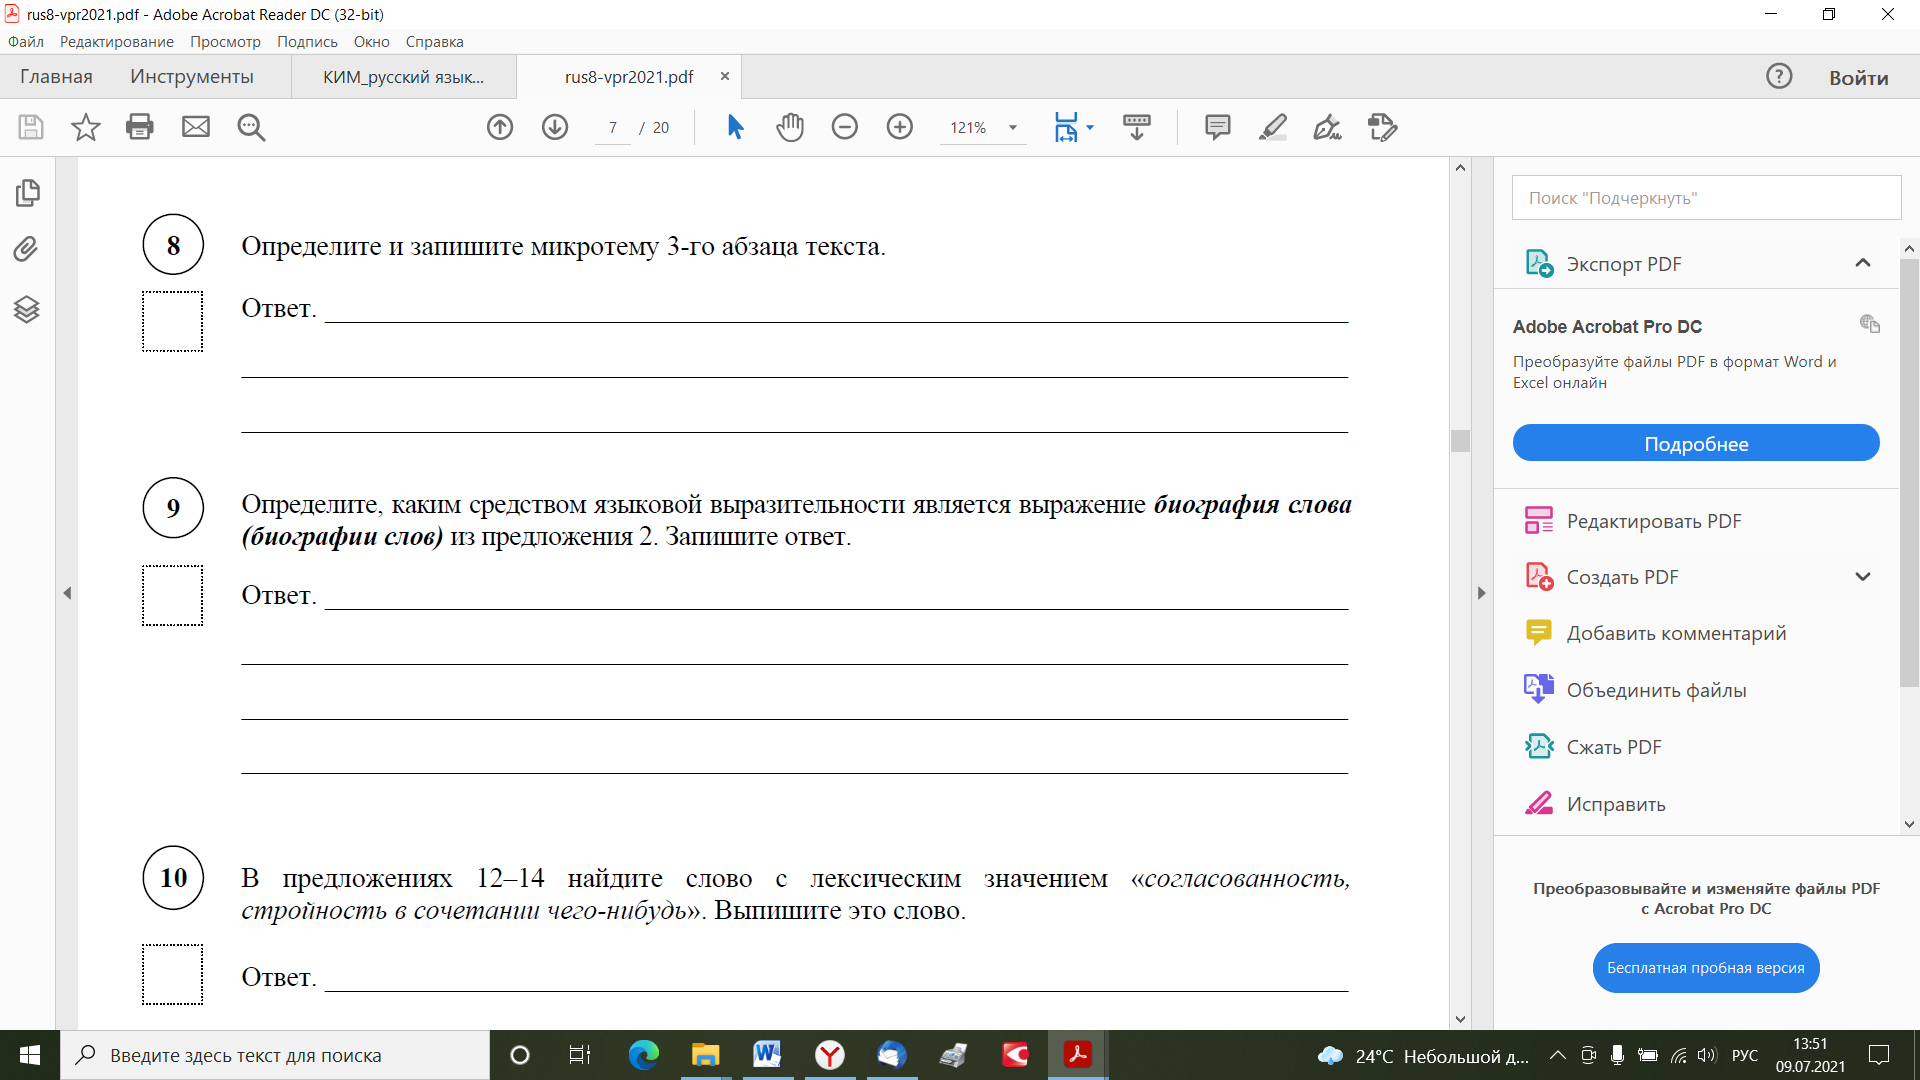 rus8-vpr2021.pdf - Adobe Acrobat Reader DC (32-bit)
Файл Редактирование Просмотр Подпись Окно Справка
Главная Инструменты КИМ_русский язык... rus8-vpr2021.pdf Войти
7 / 20 121%
8 Определите и запишите микротему 3-го абзаца текста.
Ответ.
9 Определите, каким средством языковой выразительности является выражение биография слова
(биографии слов) из предложения 2. Запишите ответ.
Ответ.
10 В предложениях 12–14 найдите слово с лексическим значением «согласованность,
стройность в сочетании чего-нибудь». Выпишите это слово.
Ответ.
Поиск "Подчеркнуть"
Экспорт PDF
Adobe Acrobat Pro DC
Преобразуйте файлы PDF в формат Word и
Excel онлайн
Подробнее
Редактировать PDF
Создать PDF
Добавить комментарий
Объединить файлы
Сжать PDF
Исправить
Преобразовывайте и изменяйте файлы PDF
с Acrobat Pro DC
Бесплатная пробная версия
Введите здесь текст для поиска
24°C Небольшой д...
РУС
13:51
09.07.2021